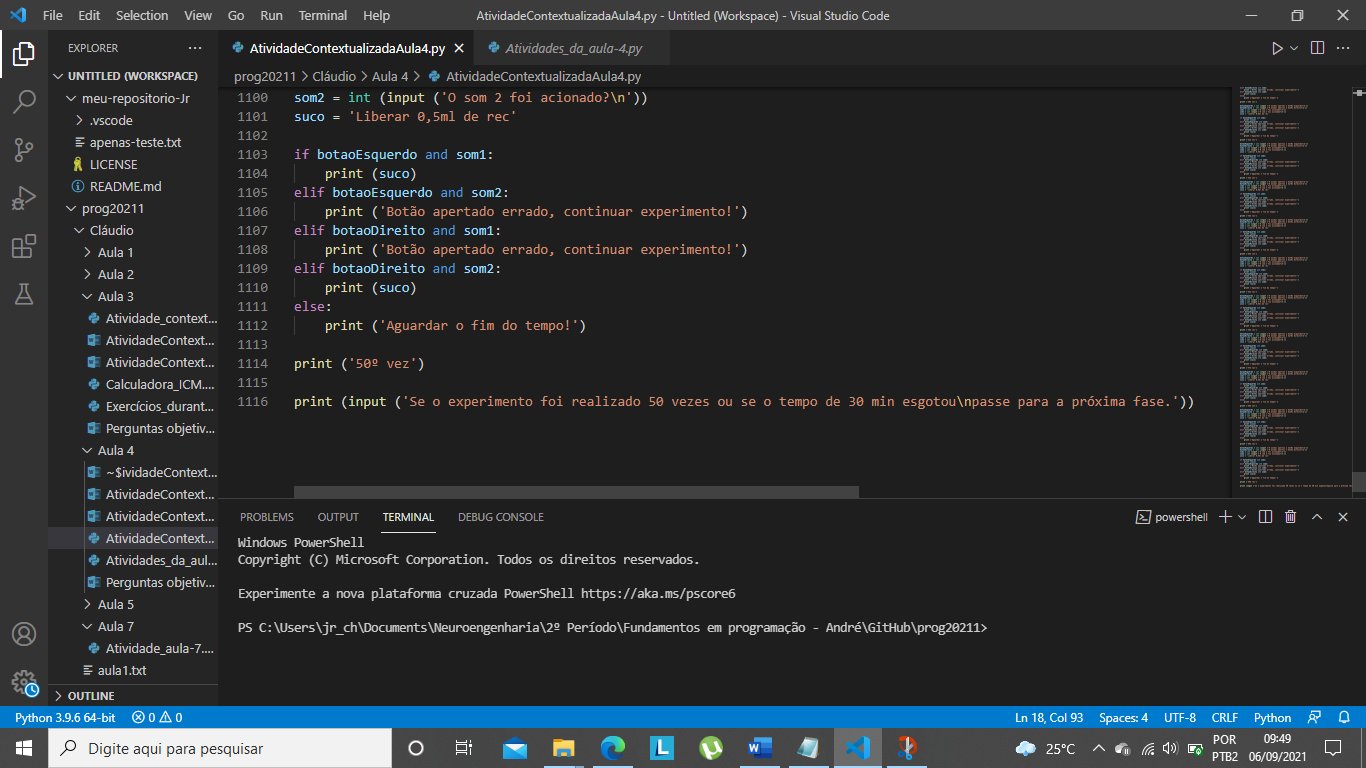 File Edit Selection View Go Run Terminal Help AtividadeContextualizadaAula4.py - Untitled (Workspace) - Visual Studio Code
EXPLORER
UNTITLED (WORKSPACE)
meu-repositorio-Jr
.vscode
apenas-teste.txt
LICENSE
README.md
prog20211
Cláudio
Aula 1
Aula 2
Aula 3
Atividade_context...
AtividadeContext...
AtividadeContext...
Calculadora_ICM....
Exercícios_durant...
Perguntas objetiv...
Aula 4
~$ividadeContext...
AtividadeContext...
AtividadeContext...
AtividadeContext...
Atividades_da_aul...
Perguntas objetiv...
Aula 5
Aula 7
Atividade_aula-7....
aula1.txt
OUTLINE
AtividadeContextualizadaAula4.py Atividades_da_aula-4.py
prog20211 > Cláudio > Aula 4 > AtividadeContextualizadaAula4.py
1100 som2 = int (input ('O som 2 foi acionado?\n'))
1101 suco = 'Liberar 0,5ml de rec'
1102
1103 if botaoEsquerdo and som1:
1104 print (suco)
1105 elif botaoEsquerdo and som2:
1106 print ('Botão apertado errado, continuar experimento!')
1107 elif botaoDireito and som1:
1108 print ('Botão apertado errado, continuar experimento!')
1109 elif botaoDireito and som2:
1110 print (suco)
1111 else:
1112 print ('Aguardar o fim do tempo!')
1113
1114 print ('50º vez')
1115
1116 print (input ('Se o experimento foi realizado 50 vezes ou se o tempo de 30 min esgotou\npasse para a próxima fase.'))
PROBLEMS OUTPUT TERMINAL DEBUG CONSOLE powershell
Windows PowerShell
Copyright (C) Microsoft Corporation. Todos os direitos reservados.
Experimente a nova plataforma cruzada PowerShell https://aka.ms/pscore6
PS C:\Users\jr_ch\Documents\Neuroengenharia\2º Período\Fundamentos em programação - André\GitHub\prog20211>
Python 3.9.6 64-bit 0 0 Ln 18, Col 93 Spaces: 4 UTF-8 CRLF Python
Digite aqui para pesquisar
L
25°C
POR
PTB2
09:49
06/09/2021